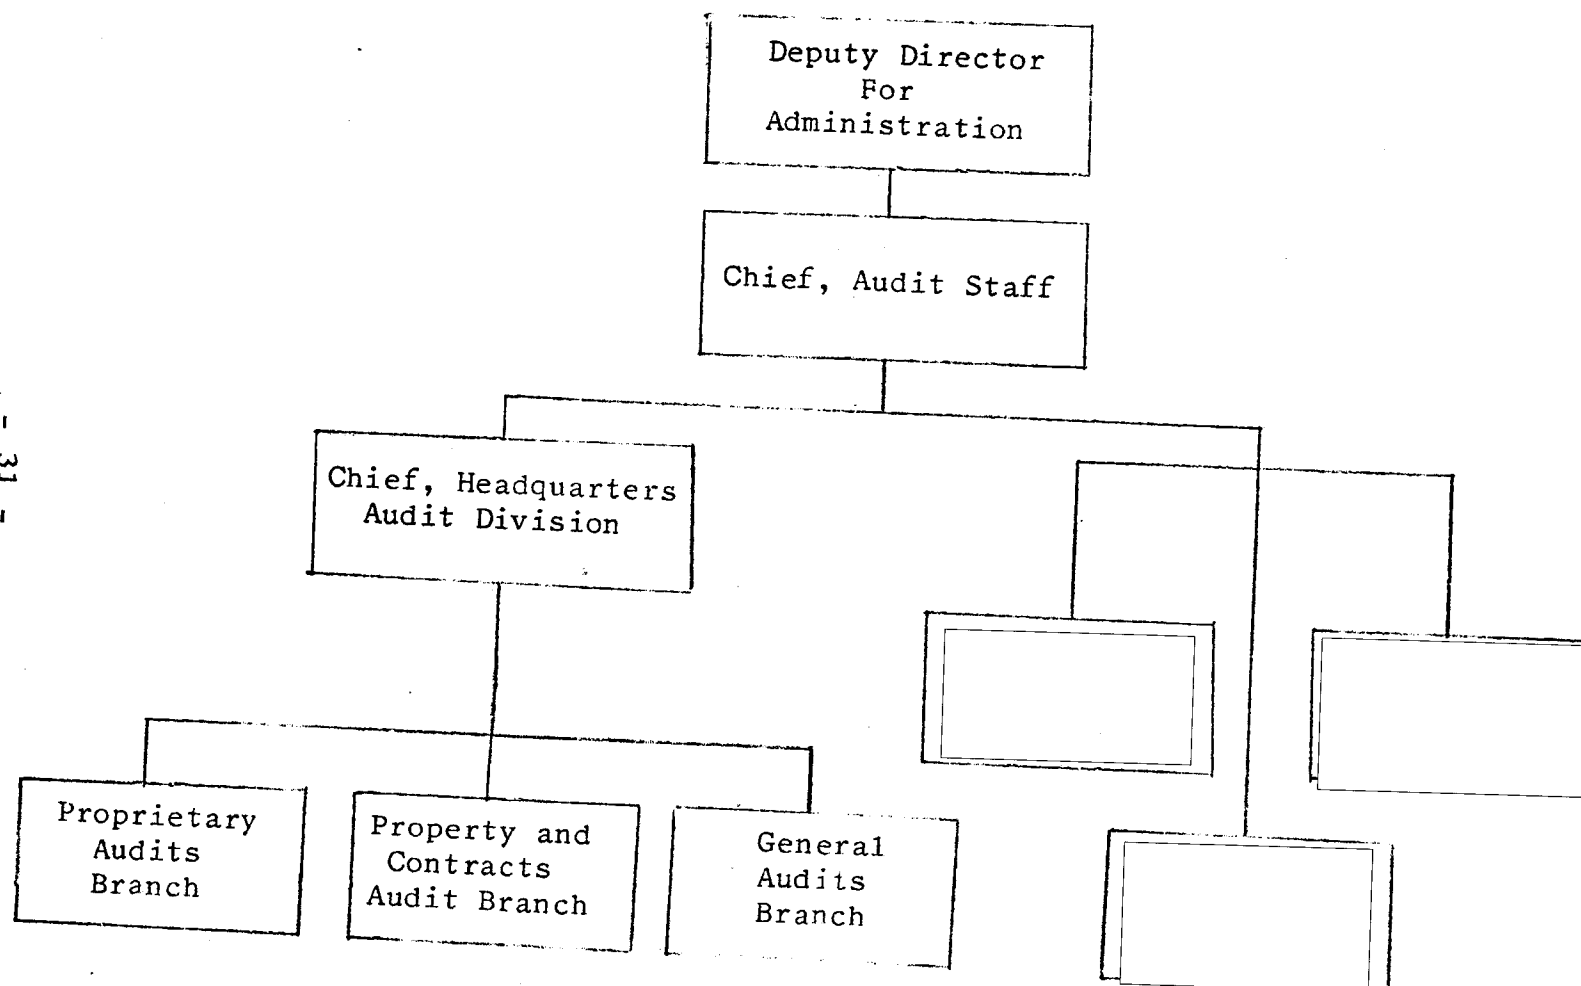 Deputy Director
For
Administration
Chief, Audit Staff
- 31 -
Chief, Headquarters
Audit Division
Proprietary
Audits
Branch
Property and
Contracts
Audit Branch
General
Audits
Branch